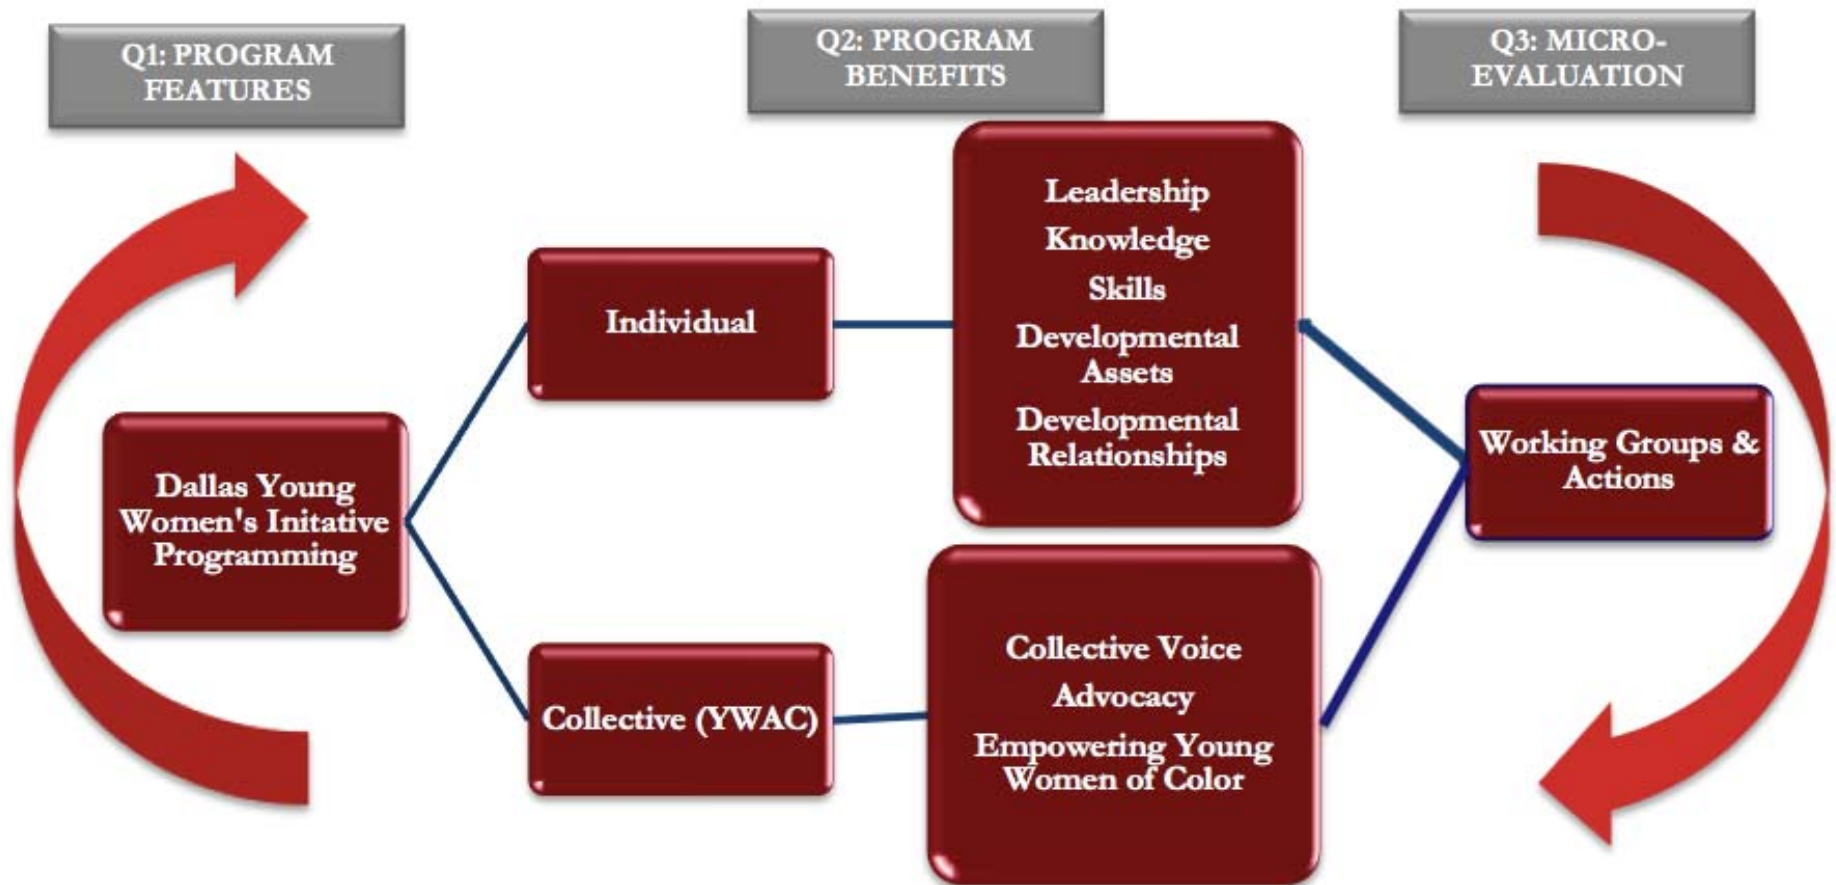 Q1: PROGRAM
FEATURES
Q2: PROGRAM
BENEFITS
Q3: MICRO-
EVALUATION
Dallas Young
Women's Initative
Programming
Individual
Collective (YWAC)
Leadership
Knowledge
Skills
Developmental
Assets
Developmental
Relationships
Collective Voice
Advocacy
Empowering Young
Women of Color
Working Groups &
Actions